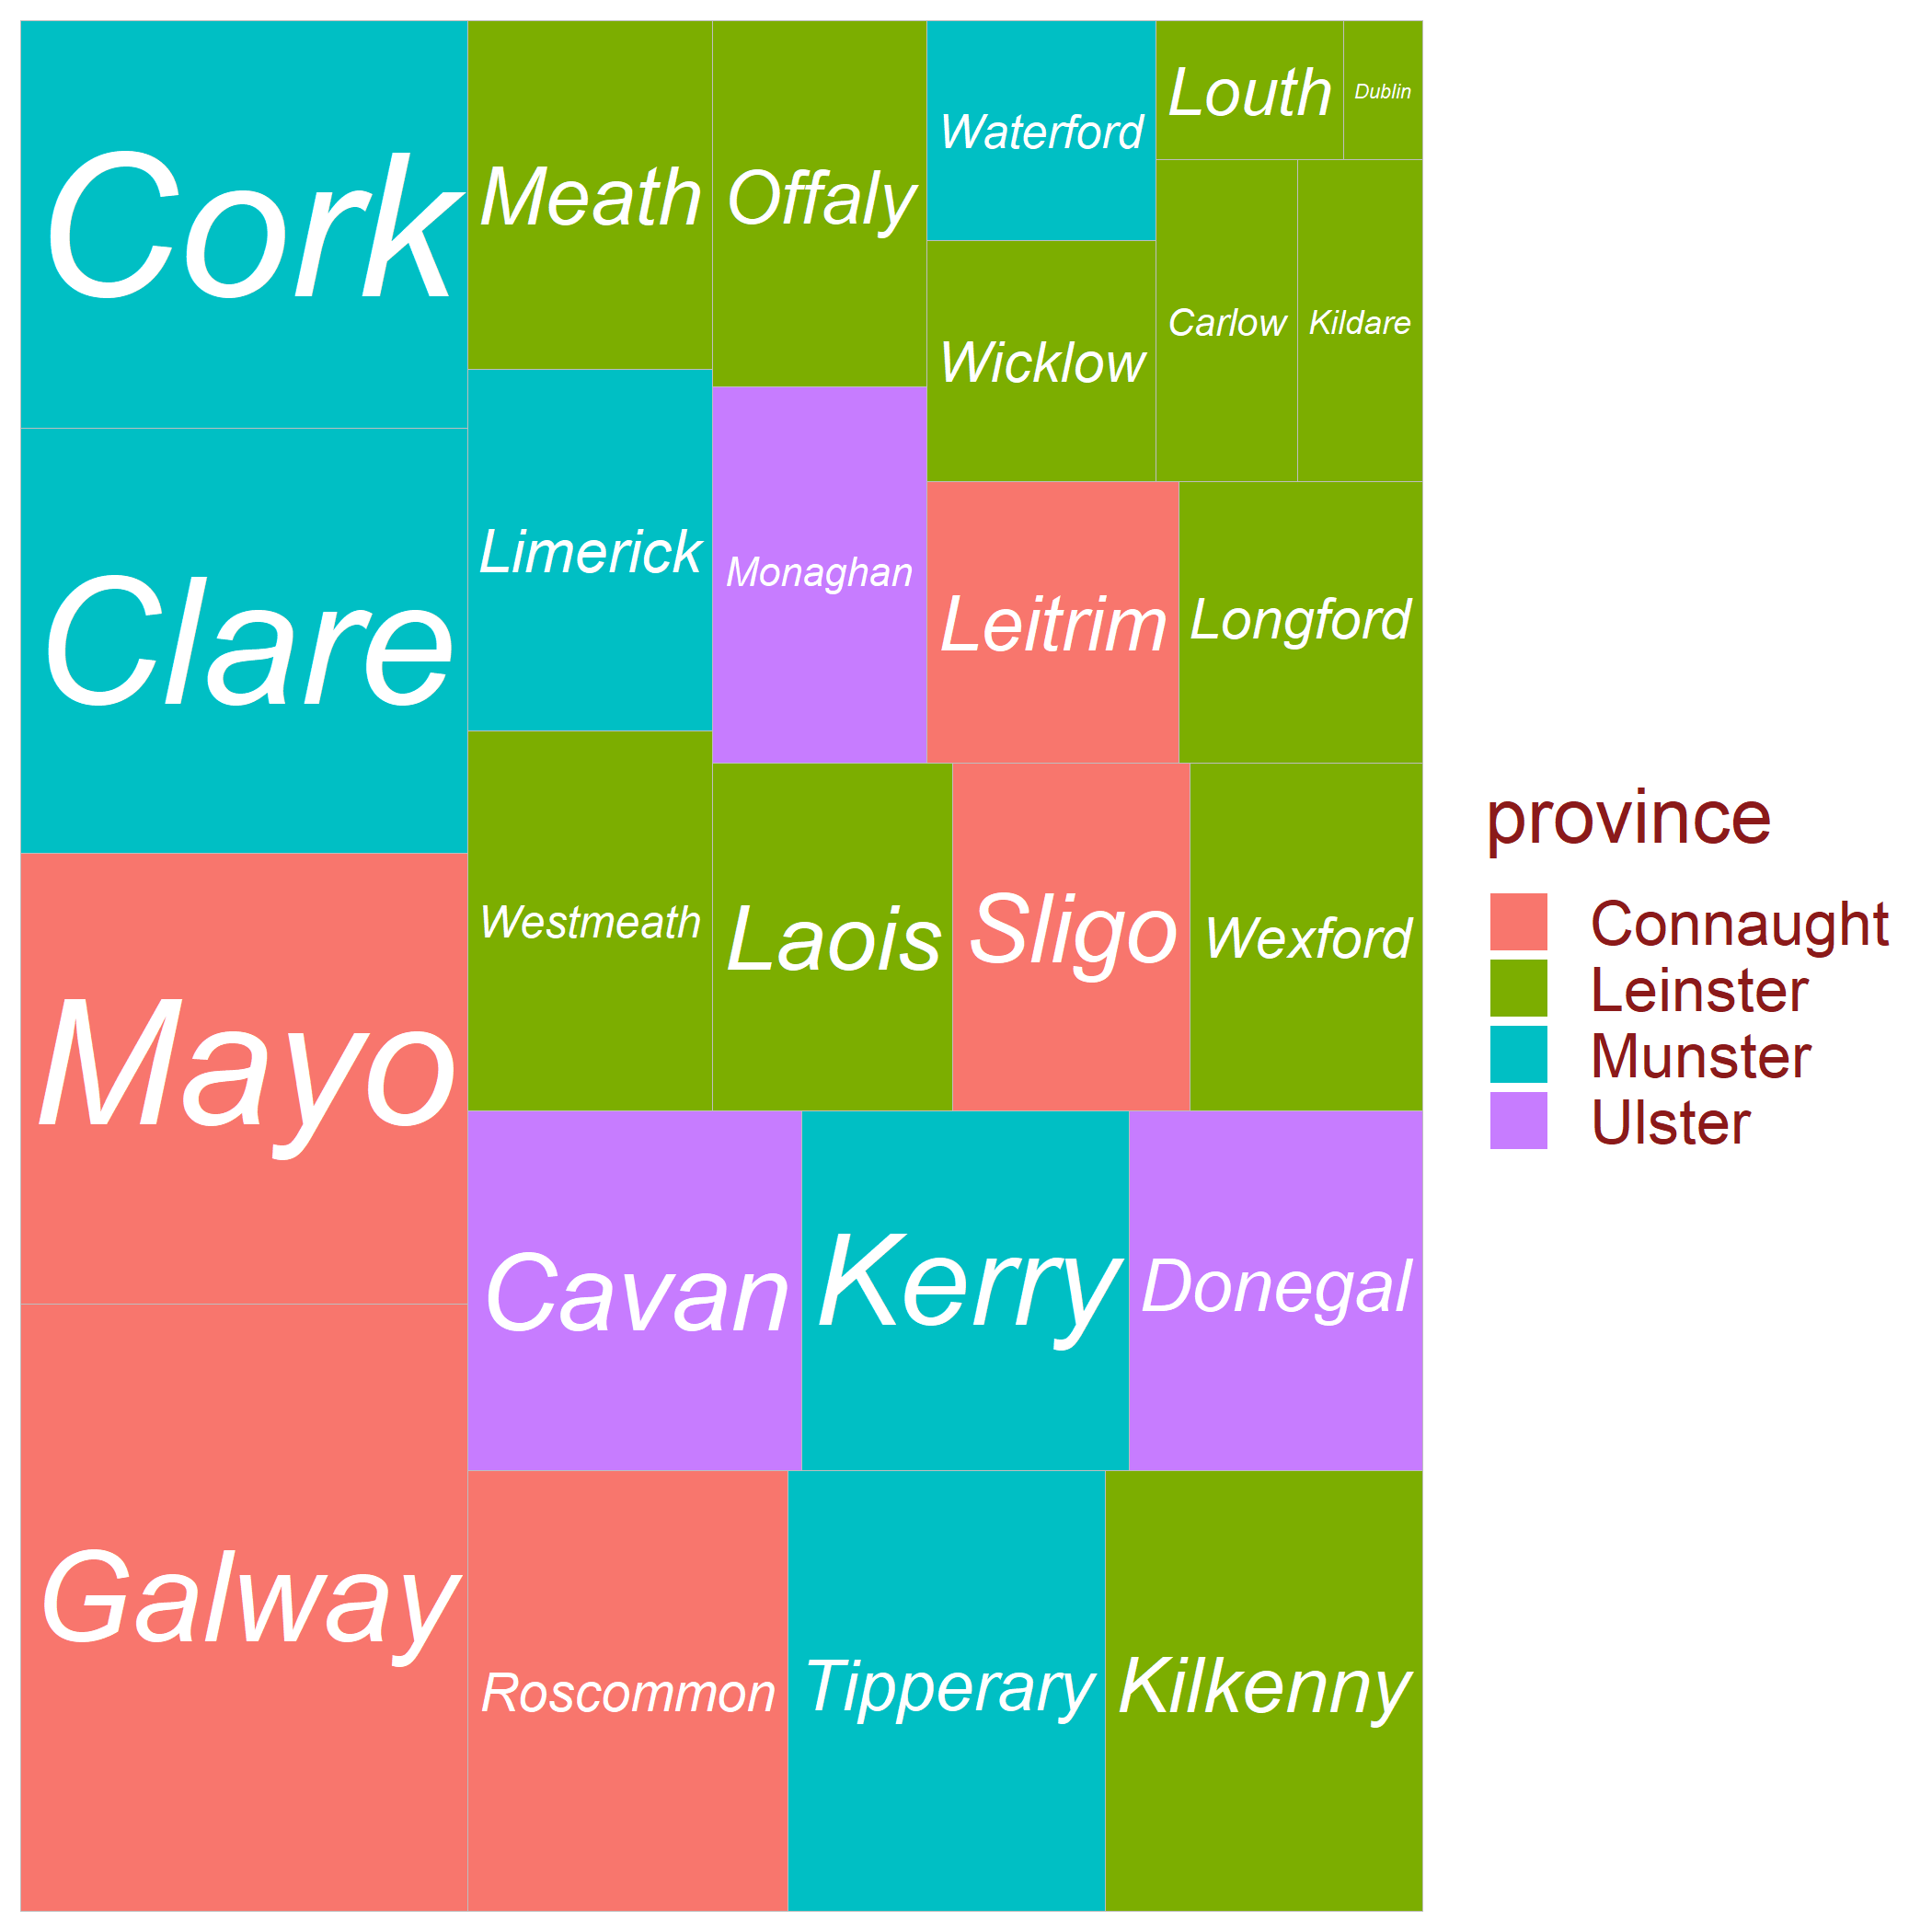 Cork
Meath
Offaly
Waterford
Louth
Dublin
Wicklow
Carlow
Kildare
Clare
Limerick
Monaghan
Leitrim
Longford
Mayo
Westmeath
Laois
Sligo
Wexford
Cavan
Kerry
Donegal
Galway
Roscommon
Tipperary
Kilkenny
province
Connaught
Leinster
Munster
Ulster